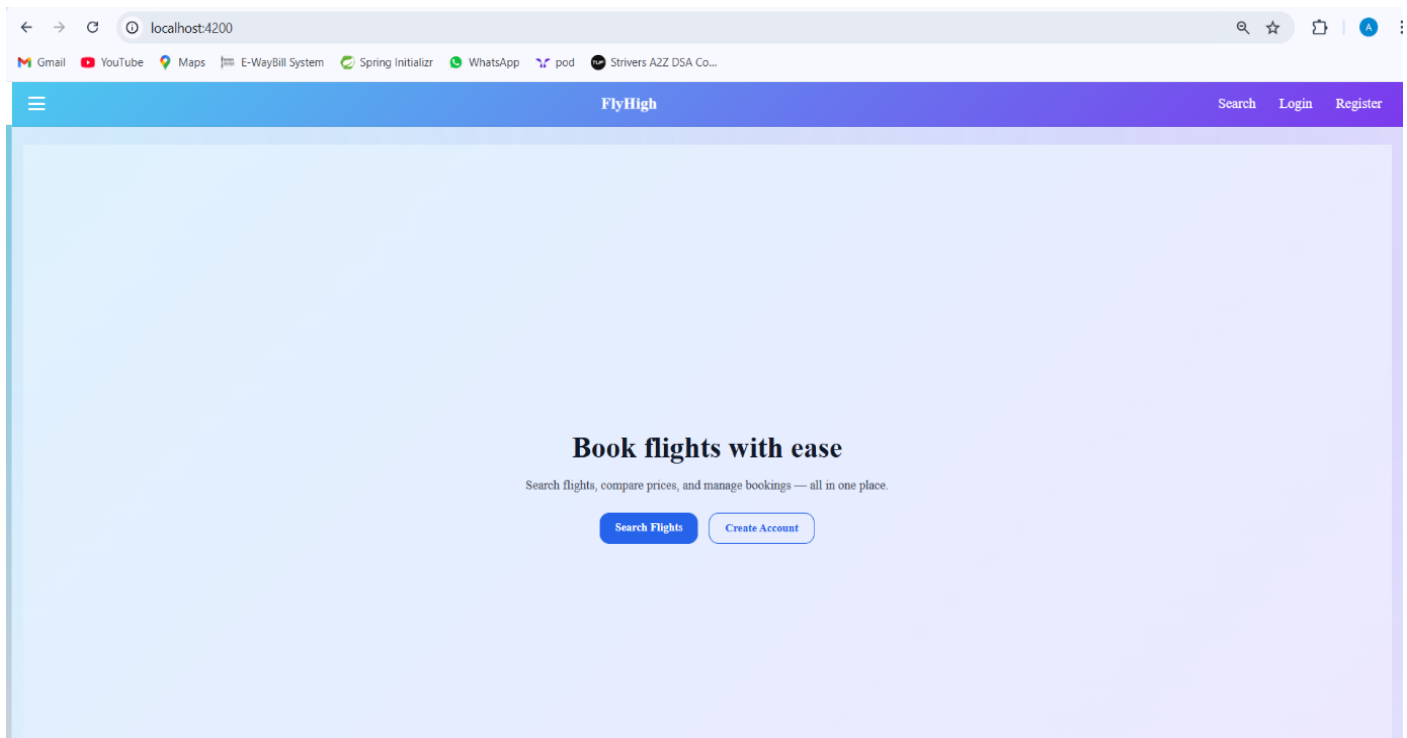 localhost:4200
A
Gmail YouTube Maps E-WayBill System Spring Initializr WhatsApp pod Strivers A2Z DSA Co...
FlyHigh Search Login Register
Book flights with ease
Search flights, compare prices, and manage bookings — all in one place.
Search Flights Create Account